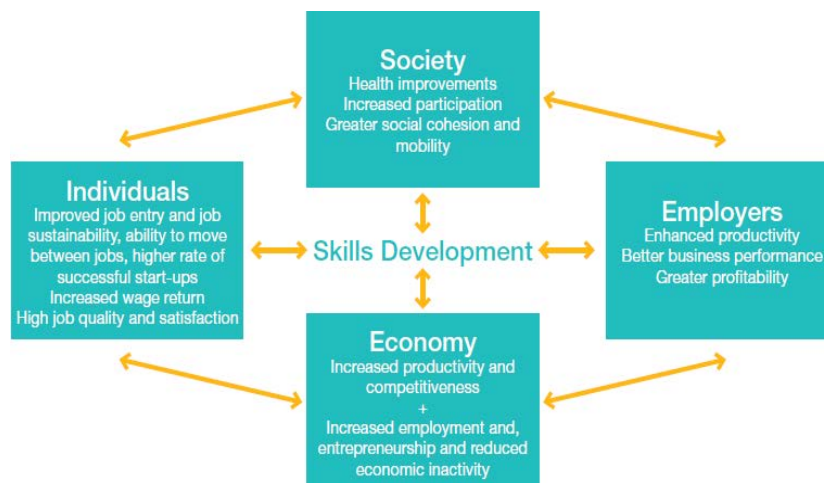 Society
Health improvements
Increased participation
Greater social cohesion and
mobility
Individuals
Improved job entry and job
sustainability, ability to move
between jobs, higher rate of
successful start-ups
Increased wage return
High job quality and satisfaction
Skills Development
Employers
Enhanced productivity
Better business performance
Greater profitability
Economy
Increased productivity and
competitiveness
+
Increased employment and,
entrepreneurship and reduced
economic inactivity